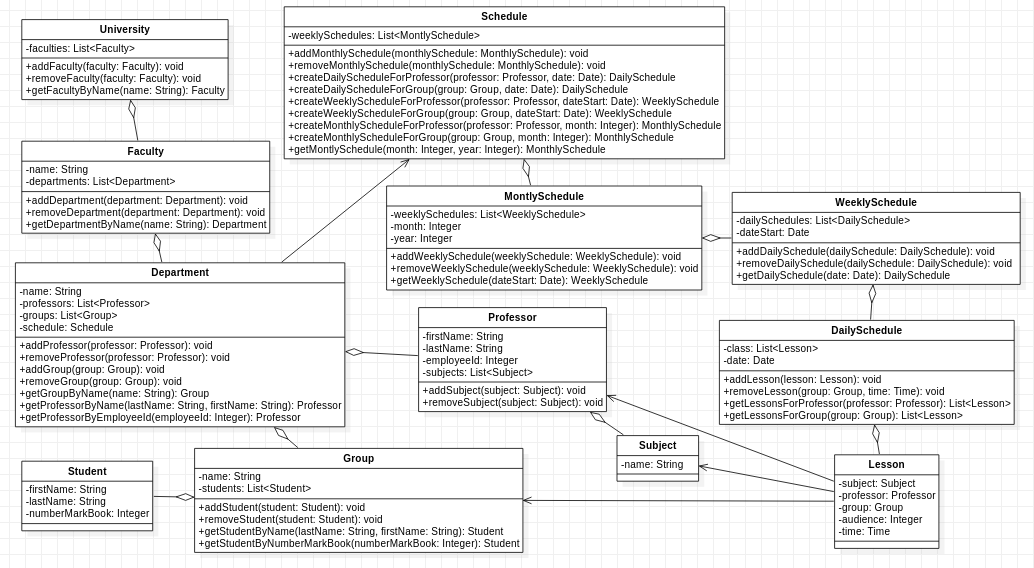 University
-faculties: List<Faculty>
+addFaculty(faculty: Faculty): void
+removeFaculty(faculty: Faculty): void
+getFacultyByName(name: String): Faculty
Schedule
-weeklySchedules: List<MontlySchedule>
+addMonthlySchedule(monthlySchedule: MonthlySchedule): void
+removeMonthlySchedule(monthlySchedule: MonthlySchedule): void
+createDailyScheduleForProfessor(professor: Professor, date: Date): DailySchedule
+createDailyScheduleForGroup(group: Group, date: Date): DailySchedule
+createWeeklyScheduleForProfessor(professor: Professor, dateStart: Date): WeeklySchedule
+createWeeklyScheduleForGroup(group: Group, dateStart: Date): WeeklySchedule
+createMonthlyScheduleForProfessor(professor: Professor, month: Integer): MonthlySchedule
+createMonthlyScheduleForGroup(group: Group, month: Integer): MonthlySchedule
+getMontlySchedule(month: Integer, year: Integer): MonthlySchedule
Faculty
-name: String
-departments: List<Department>
+addDepartment(department: Department): void
+removeDepartment(department: Department): void
+getDepartmentByName(name: String): Department
MontlySchedule
-weeklySchedules: List<WeeklySchedule>
-month: Integer
-year: Integer
+addWeeklySchedule(weeklySchedule: WeeklySchedule): void
+removeWeeklySchedule(weeklySchedule: WeeklySchedule): void
+getWeeklySchedule(dateStart: Date): WeeklySchedule
WeeklySchedule
-dailySchedules: List<DailySchedule>
-dateStart: Date
+addDailySchedule(dailySchedule: DailySchedule): void
+removeDailySchedule(dailySchedule: DailySchedule): void
+getDailySchedule(date: Date): DailySchedule
Department
-name: String
-professors: List<Professor>
-groups: List<Group>
-schedule: Schedule
+addProfessor(professor: Professor): void
+removeProfessor(professor: Professor): void
+addGroup(group: Group): void
+removeGroup(group: Group): void
+getGroupByName(name: String): Group
+getProfessorByName(lastName: String, firstName: String): Professor
+getProfessorByEmployeeId(employeeId: Integer): Professor
Professor
-firstName: String
-lastName: String
-employeeId: Integer
-subjects: List<Subject>
+addSubject(subject: Subject): void
+removeSubject(subject: Subject): void
DailySchedule
-class: List<Lesson>
-date: Date
+addLesson(lesson: Lesson): void
+removeLesson(group: Group, time: Time): void
+getLessonsForProfessor(professor: Professor): List<Lesson>
+getLessonsForGroup(group: Group): List<Lesson>
Subject
-name: String
Student
-firstName: String
-lastName: String
-numberMarkBook: Integer
Group
-name: String
-students: List<Student>
+addStudent(student: Student): void
+removeStudent(student: Student): void
+getStudentByName(lastName: String, firstName: String): Student
+getStudentByNumberMarkBook(numberMarkBook: Integer): Student
Lesson
-subject: Subject
-professor: Professor
-group: Group
-audience: Integer
-time: Time